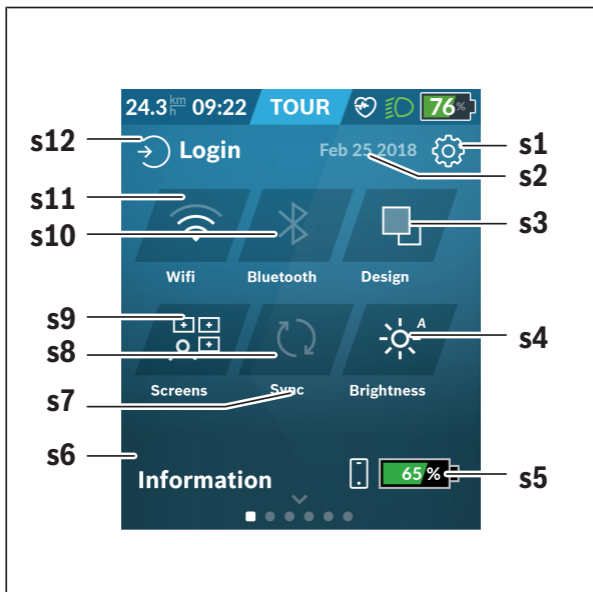 24.3 km/h 09:22 TOUR 76%
s12 Login Feb 25 2018 s1
s2
s11
s10 s3
Wifi Bluetooth Design
s9
s8 A s4
s7 Screens Sync Brightness
s6
Information 65% s5